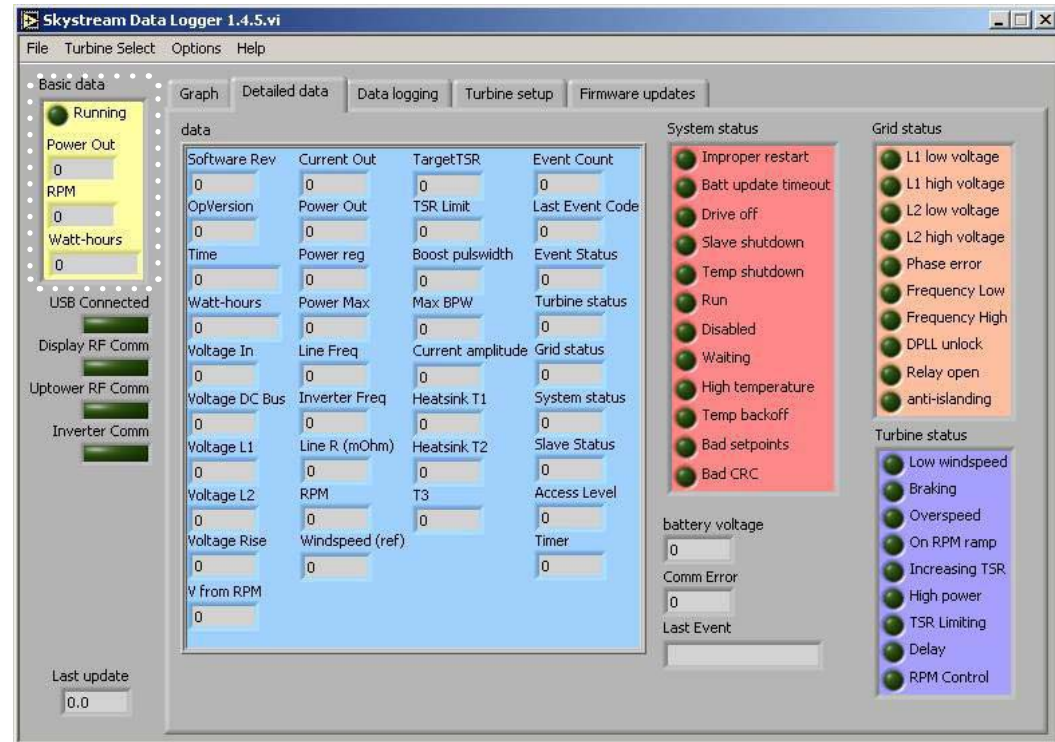 Skystream Data Logger 1.4.5.vi
File Turbine Select Options Help
Basic data
Running
Power Out
0
RPM
0
Watt-hours
0
USB Connected
Display RF Comm
Uptower RF Comm
Inverter Comm
Last update
0.0
Graph Detailed data Data logging Turbine setup Firmware updates
data
Software Rev Current Out TargetTSR Event Count
0 0 0 0
OpVersion Power Out TSR Limit Last Event Code
0 0 0 0
Time Power reg Boost pulswidth Event Status
0 0 0 0
Watt-hours Power Max Max BPW Turbine status
0 0 0 0
Voltage In Line Freq Current amplitude Grid status
0 0 0 0
Voltage DC Bus Inverter Freq Heatsink T1 System status
0 0 0 0
Voltage L1 Line R (mOhm) Heatsink T2 Slave Status
0 0 0 0
Voltage L2 RPM T3 Access Level
0 0 0 0
Voltage Rise Windspeed (ref) Timer
0 0 0
V from RPM
0
System status
Improper restart
Batt update timeout
Drive off
Slave shutdown
Temp shutdown
Run
Disabled
Waiting
High temperature
Temp backoff
Bad setpoints
Bad CRC
battery voltage
0
Comm Error
0
Last Event
Grid status
L1 low voltage
L1 high voltage
L2 low voltage
L2 high voltage
Phase error
Frequency Low
Frequency High
DPLL unlock
Relay open
anti-islanding
Turbine status
Low windspeed
Braking
Overspeed
On RPM ramp
Increasing TSR
High power
TSR Limiting
Delay
RPM Control